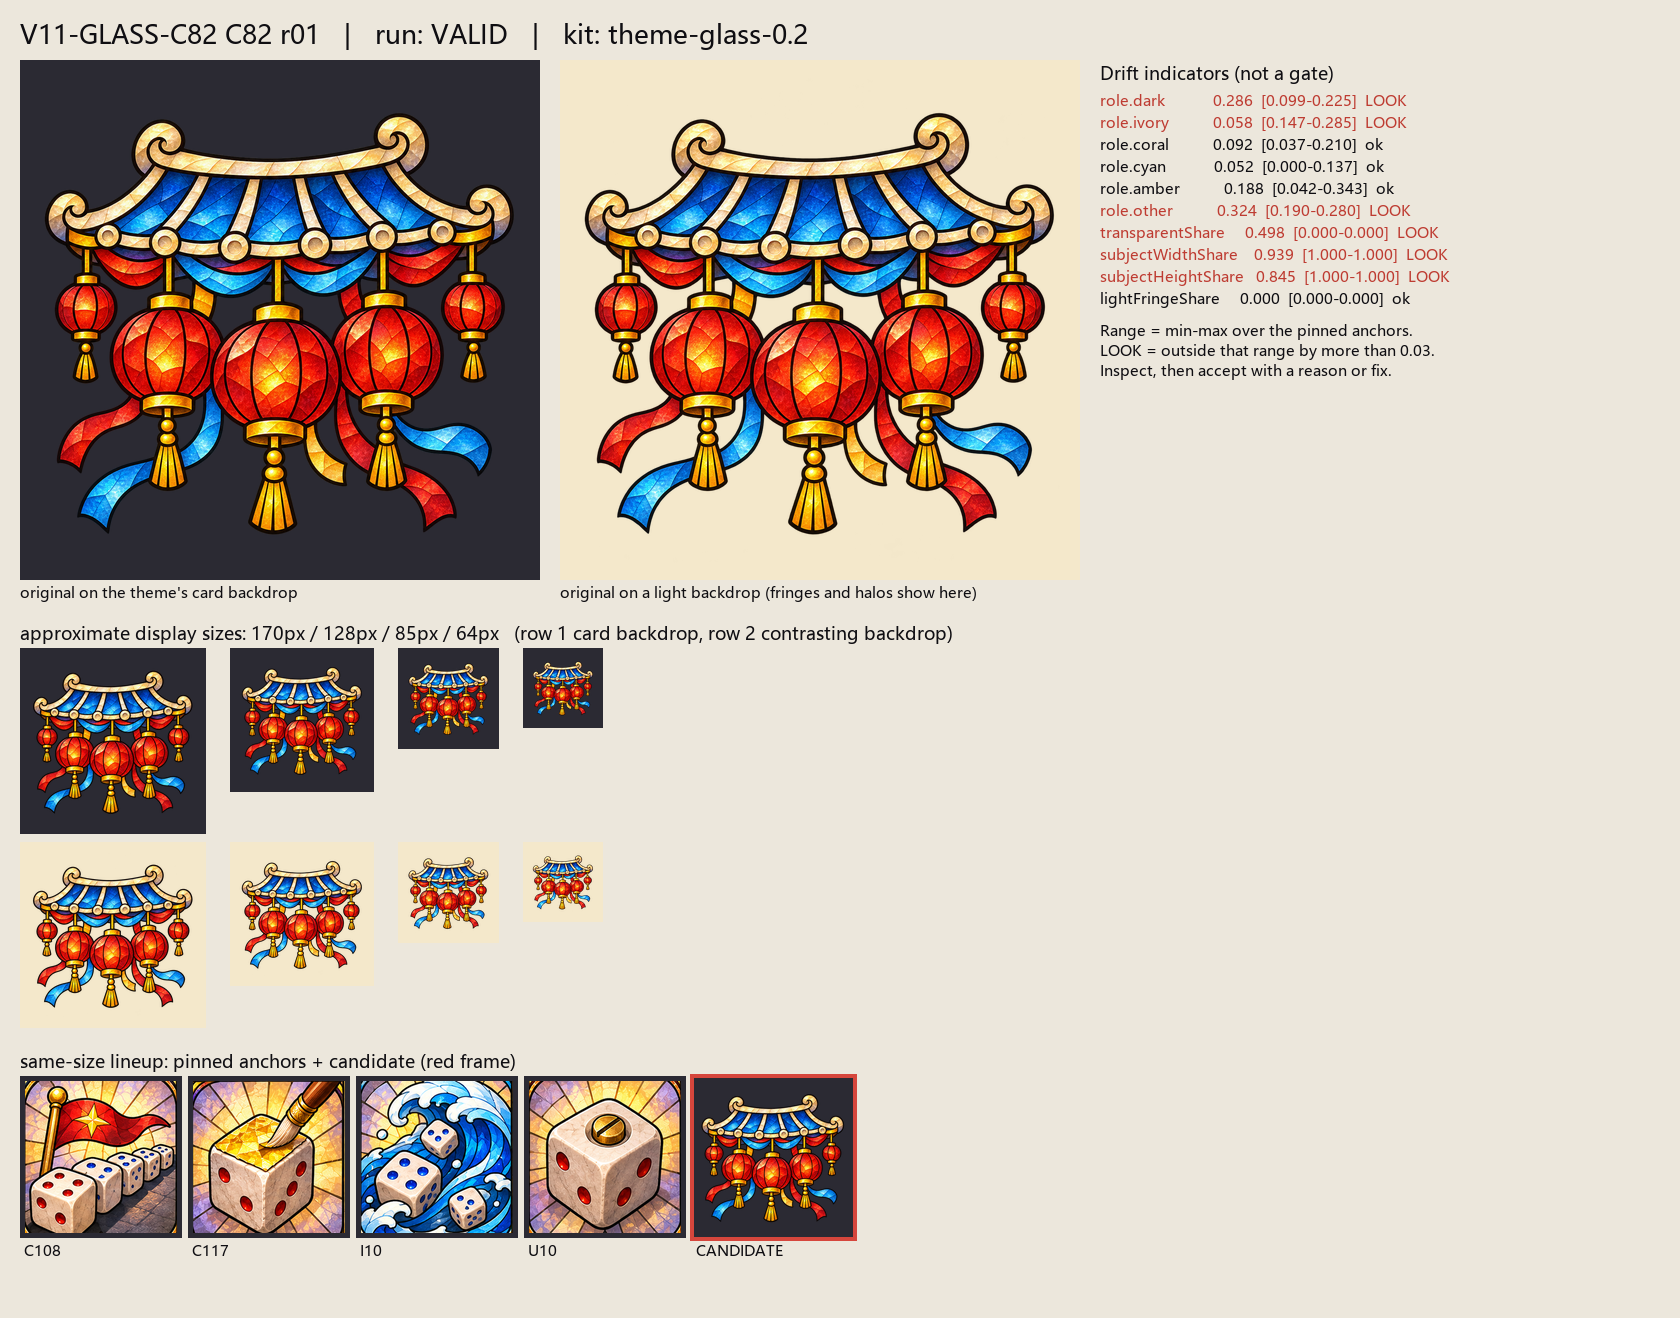 V11-GLASS-C82 C82 r01 | run: VALID | kit: theme-glass-0.2
Drift indicators (not a gate)
role.dark 0.286 [0.099-0.225] LOOK
role.ivory 0.058 [0.147-0.285] LOOK
role.coral 0.092 [0.037-0.210] ok
role.cyan 0.052 [0.000-0.137] ok
role.amber 0.188 [0.042-0.343] ok
role.other 0.324 [0.190-0.280] LOOK
transparentShare 0.498 [0.000-0.000] LOOK
subjectWidthShare 0.939 [1.000-1.000] LOOK
subjectHeightShare 0.845 [1.000-1.000] LOOK
lightFringeShare 0.000 [0.000-0.000] ok
Range = min-max over the pinned anchors.
LOOK = outside that range by more than 0.03.
Inspect, then accept with a reason or fix.
original on the theme's card backdrop
original on a light backdrop (fringes and halos show here)
approximate display sizes: 170px / 128px / 85px / 64px (row 1 card backdrop, row 2 contrasting backdrop)
same-size lineup: pinned anchors + candidate (red frame)
C108
C117
I10
U10
CANDIDATE